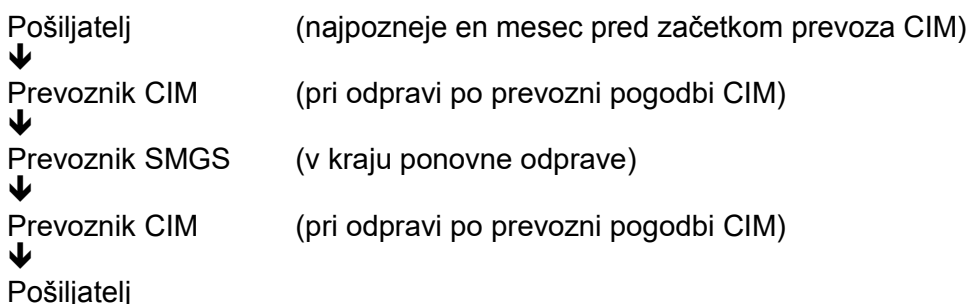 Pošiljatelj (najpozneje en mesec pred začetkom prevoza CIM)
🡻
Prevoznik CIM (pri odpravi po prevozni pogodbi CIM)
🡻
Prevoznik SMGS (v kraju ponovne odprave)
🡻
Prevoznik CIM (pri odpravi po prevozni pogodbi CIM)
🡻
Pošiljatelj